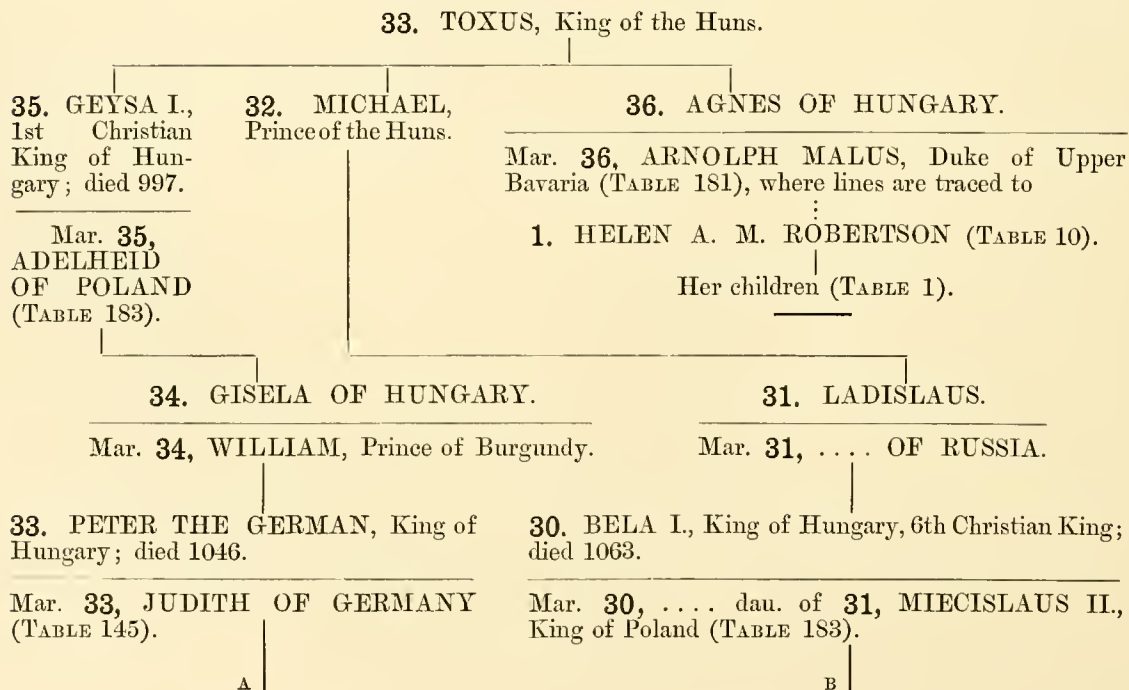 33. TOXUS, King of the Huns.
35. GEYSA I.,
1st Christian
King of Hun-
gary; died 997.
Mar. 35,
ADELHEID
OF POLAND
(TABLE 183).
32. MICHAEL,
Prince of the Huns.
36. AGNES OF HUNGARY.
Mar. 36, ARNOLPH MALUS, Duke of Upper
Bavaria (TABLE 181), where lines are traced to
1. HELEN A. M. ROBERTSON (TABLE 10).
Her children (TABLE 1).
34. GISELA OF HUNGARY.
Mar. 34, WILLIAM, Prince of Burgundy.
33. PETER THE GERMAN, King of
Hungary; died 1046.
Mar. 33, JUDITH OF GERMANY
(TABLE 145).
A
31. LADISLAUS.
Mar. 31, .... OF RUSSIA.
30. BELA I., King of Hungary, 6th Christian King;
died 1063.
Mar. 30, .... dau. of 31, MIECISLAUS II.,
King of Poland (TABLE 183).
B